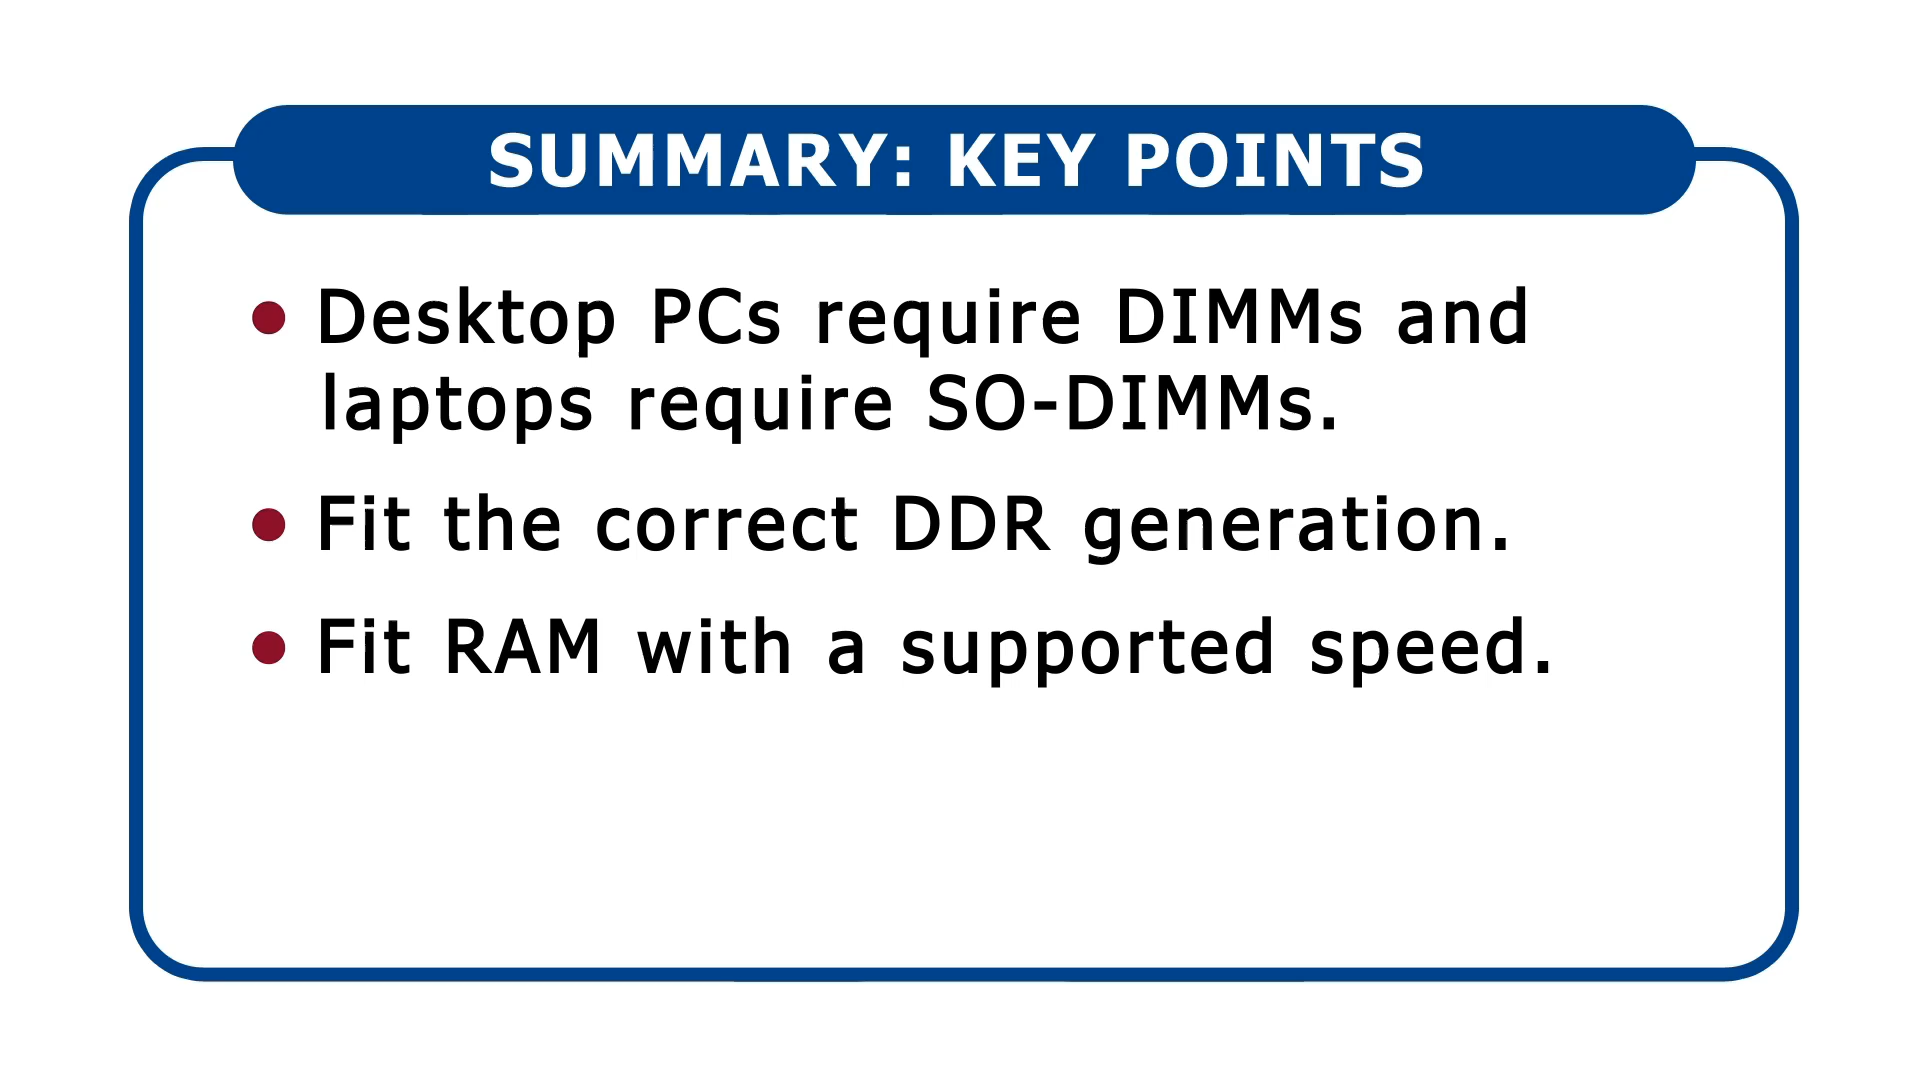 SUMMARY: KEY POINTS
• Desktop PCs require DIMMs and
laptops require SO-DIMMs.
• Fit the correct DDR generation.
• Fit RAM with a supported speed.